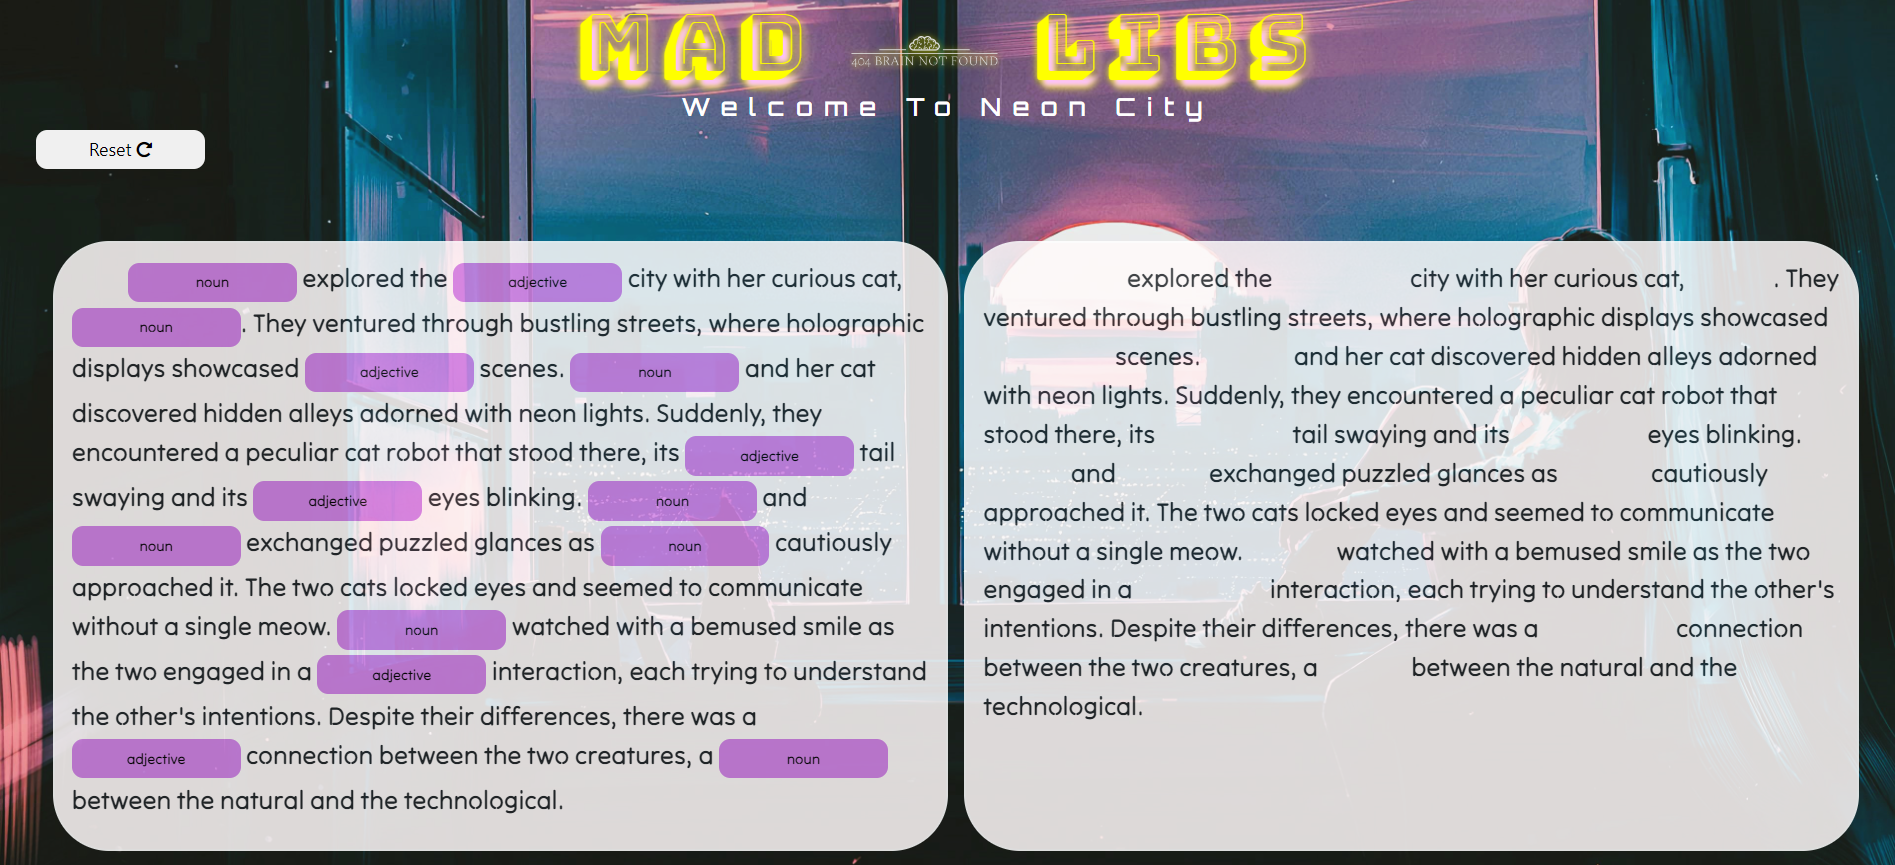 MAD LIBS
404 BRAIN NOT FOUND
Welcome To Neon City
Reset
noun explored the adjective city with her curious cat,
noun. They ventured through bustling streets, where holographic
displays showcased adjective scenes. noun and her cat
discovered hidden alleys adorned with neon lights. Suddenly, they
encountered a peculiar cat robot that stood there, its adjective tail
swaying and its adjective eyes blinking. noun and
noun exchanged puzzled glances as noun cautiously
approached it. The two cats locked eyes and seemed to communicate
without a single meow. noun watched with a bemused smile as
the two engaged in a adjective interaction, each trying to understand
the other's intentions. Despite their differences, there was a
adjective connection between the two creatures, a noun
between the natural and the technological.
explored the city with her curious cat, . They
ventured through bustling streets, where holographic displays showcased
scenes. and her cat discovered hidden alleys adorned
with neon lights. Suddenly, they encountered a peculiar cat robot that
stood there, its tail swaying and its eyes blinking.
and exchanged puzzled glances as cautiously
approached it. The two cats locked eyes and seemed to communicate
without a single meow. watched with a bemused smile as the two
engaged in a interaction, each trying to understand the other's
intentions. Despite their differences, there was a connection
between the two creatures, a between the natural and the
technological.